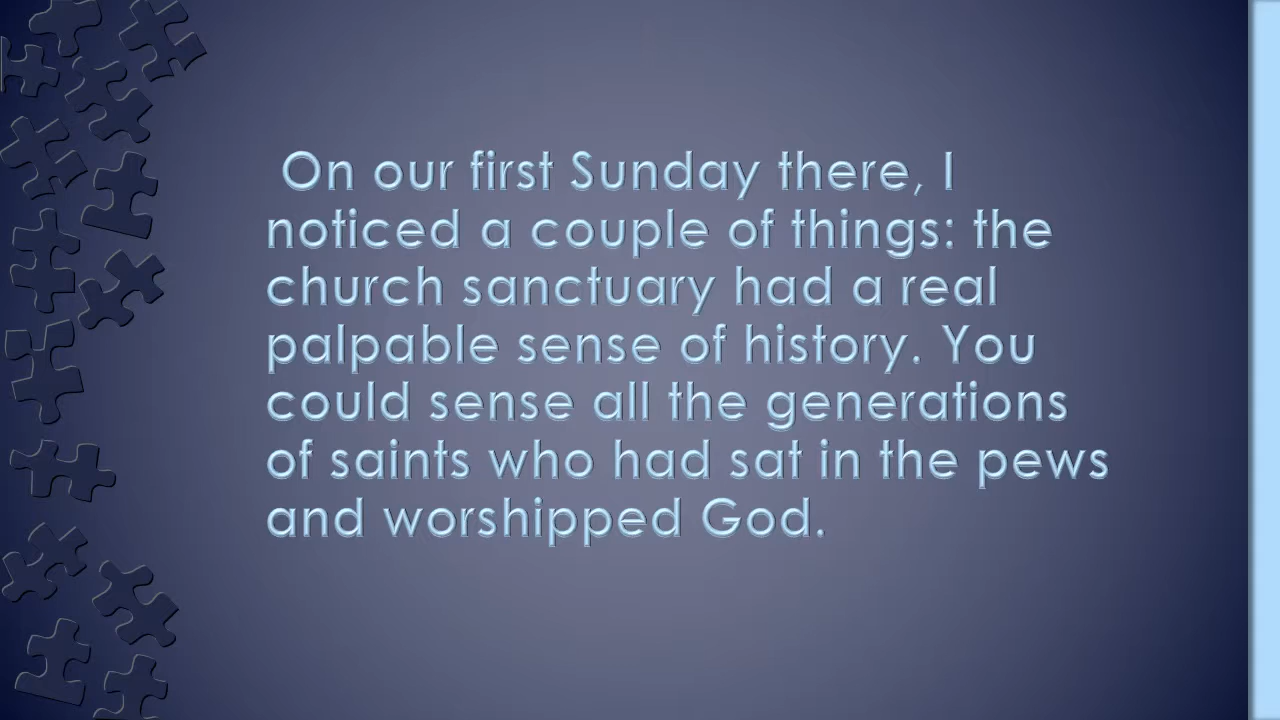 On our first Sunday there, I
noticed a couple of things: the
church sanctuary had a real
palpable sense of history. You
could sense all the generations
of saints who had sat in the pews
and worshipped God.